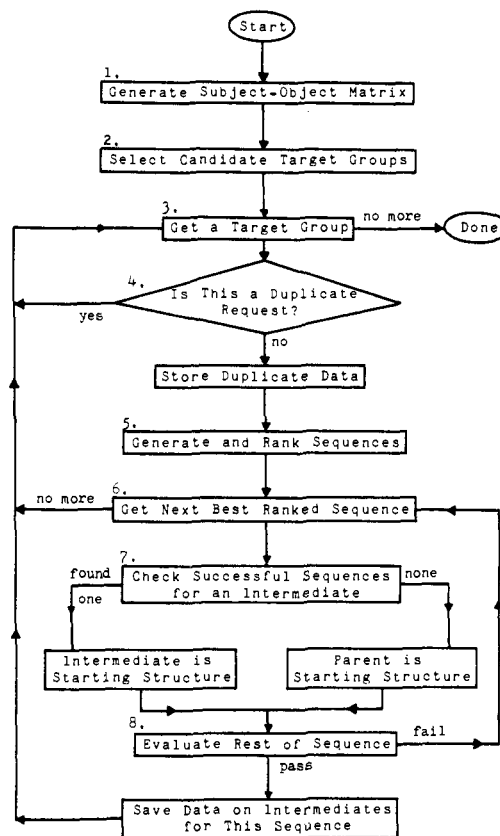 Start
1.
Generate Subject-Object Matrix
2.
Select Candidate Target Groups
3.
Get a Target Group
no more
Done
4.
Is This a Duplicate
Request?
yes
no
Store Duplicate Data
5.
Generate and Rank Sequences
no more
6.
Get Next Best Ranked Sequence
7.
found
one
Check Successful Sequences
for an Intermediate
none
Intermediate is
Starting Structure
Parent is
Starting Structure
8.
Evaluate Rest of Sequence
fail
pass
Save Data on Intermediates
for This Sequence